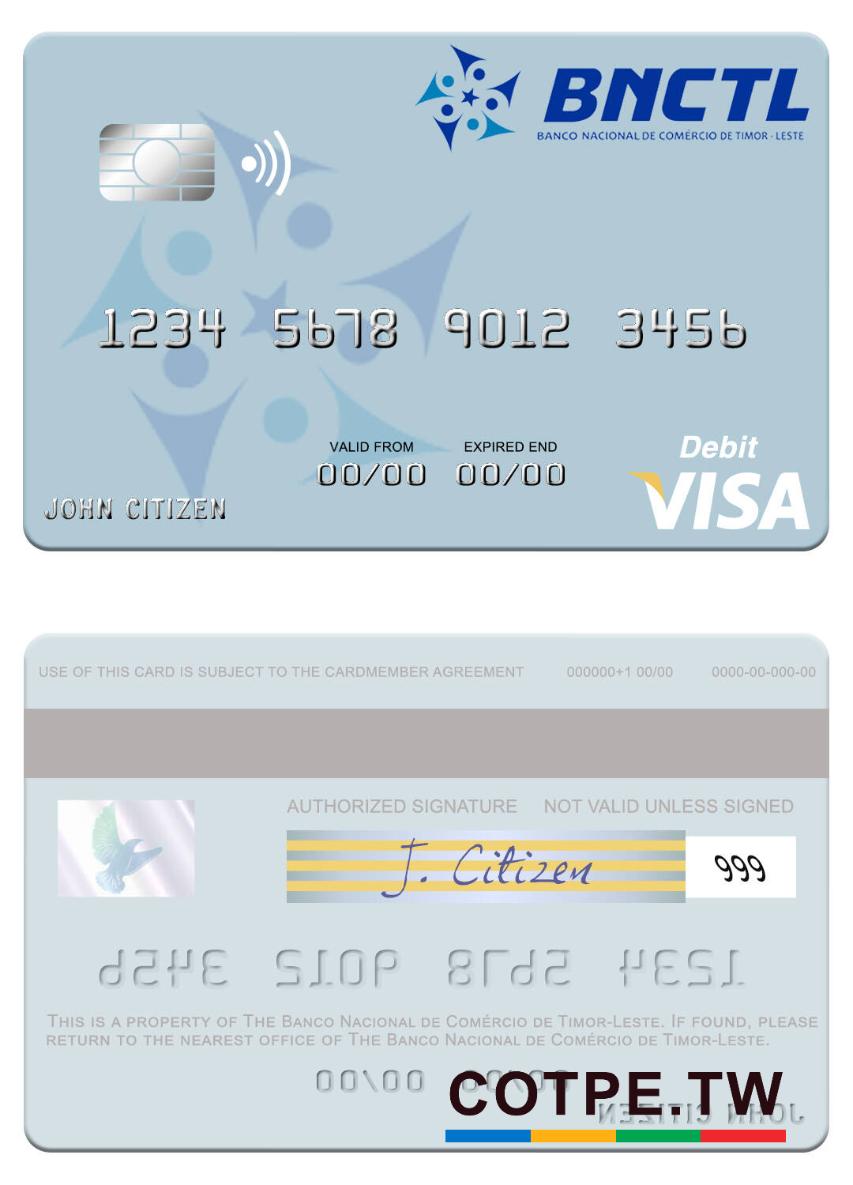 BNCTL
BANCO NACIONAL DE COMÉRCIO DE TIMOR - LESTE
1234 5678 9012 3456
VALID FROM EXPIRED END
00/00 00/00
Debit
JOHN CITIZEN
VISA
USE OF THIS CARD IS SUBJECT TO THE CARDMEMBER AGREEMENT 000000+1 00/00 0000-00-000-00
AUTHORIZED SIGNATURE NOT VALID UNLESS SIGNED
J. Citizen 999
3456 9012 5678 1234
THIS IS A PROPERTY OF THE BANCO NACIONAL DE COMÉRCIO DE TIMOR-LESTE. IF FOUND, PLEASE
RETURN TO THE NEAREST OFFICE OF THE BANCO NACIONAL DE COMÉRCIO DE TIMOR-LESTE.
00/00 00/00
COTPE.TW
JOHN CITIZEN